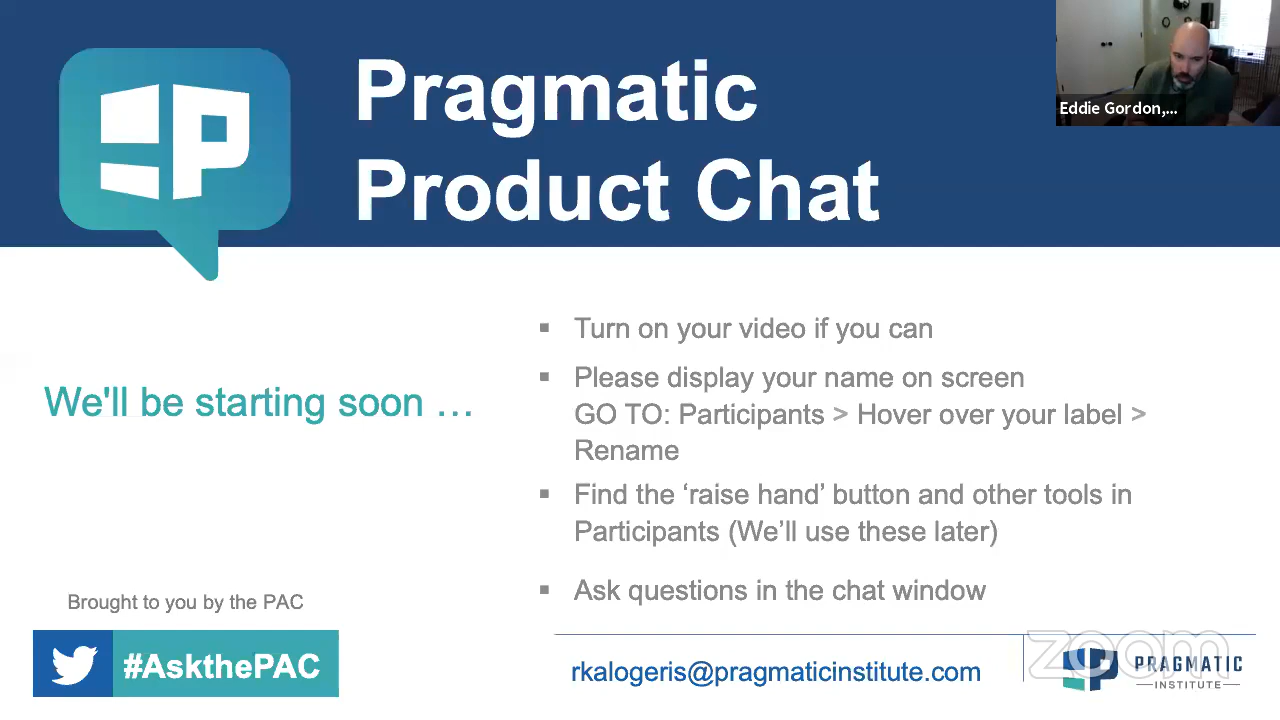 Pragmatic
Product Chat
Eddie Gordon,...
P
We'll be starting soon …
▪ Turn on your video if you can
▪ Please display your name on screen
GO TO: Participants > Hover over your label >
Rename
▪ Find the ‘raise hand’ button and other tools in
Participants (We’ll use these later)
▪ Ask questions in the chat window
Brought to you by the PAC
#AskthePAC
rkalogeris@pragmaticinstitute.com
zoom
P
PRAGMATIC
INSTITUTE